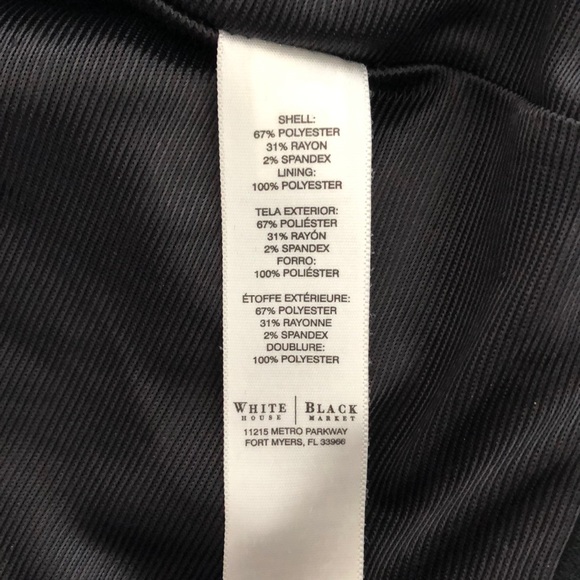 SHELL:
67% POLYESTER
31% RAYON
2% SPANDEX
LINING:
100% POLYESTER
TELA EXTERIOR:
67% POLIÉSTER
31% RAYÓN
2% SPANDEX
FORRO:
100% POLIÉSTER
ÉTOFFE EXTÉRIEURE:
67% POLYESTER
31% RAYONNE
2% SPANDEX
DOUBLURE:
100% POLYESTER
WHITE | BLACK
HOUSE MARKET
11215 METRO PARKWAY
FORT MYERS, FL 33966